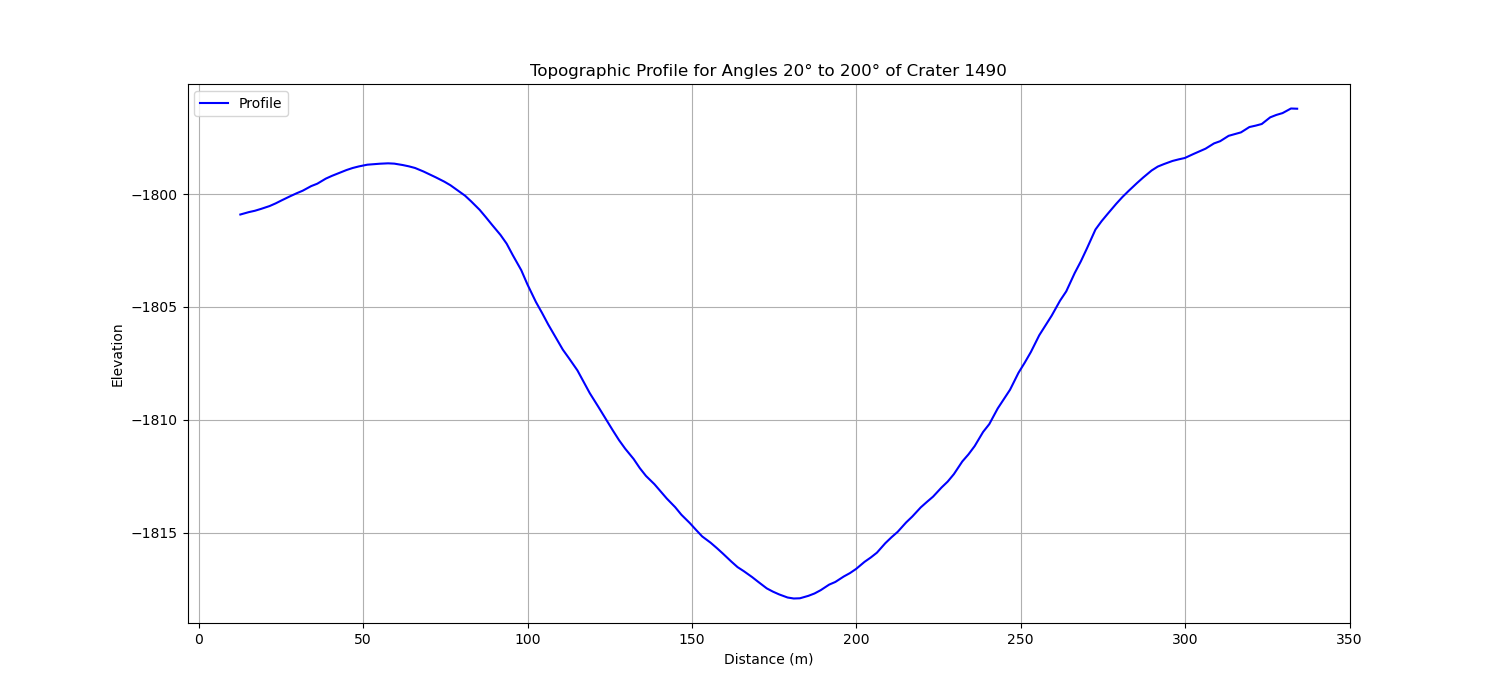 Topographic Profile for Angles 20° to 200° of Crater 1490
Profile
−1800
−1805
−1810
−1815
Elevation
0 50 100 150 200 250 300 350
Distance (m)